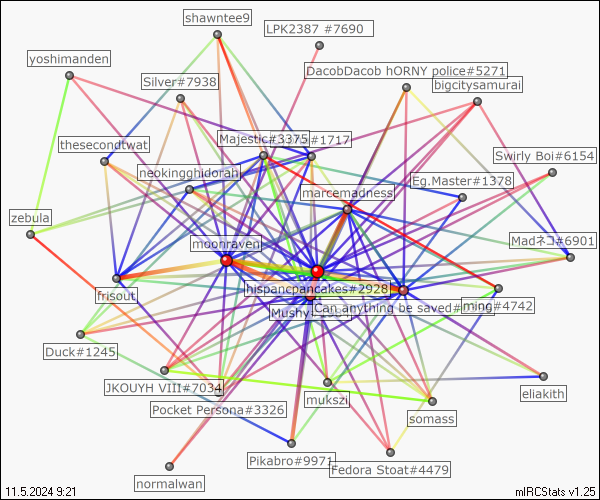 shawntee9
LPK2387 #7690
yoshimanden
DacobDacob hORNY police#5271
Silver#7938
bigcitysamurai
Majestic#3375
#1717
thesecondtwat
Swirly Boi#6154
neokingghidorah
Eg.Master#1378
marcemadness
zebula
moonraven
Madネコ#6901
hispancpancakes#2928
frisout
Mushy
Can anything be saved
ming#4742
Duck#1245
JKOUYH VIII#7034
mukszi
eliakith
Pocket Persona#3326
somass
Pikabro#9971
Fedora Stoat#4479
normalwan
11.5.2024 9:21
mIRCStats v1.25